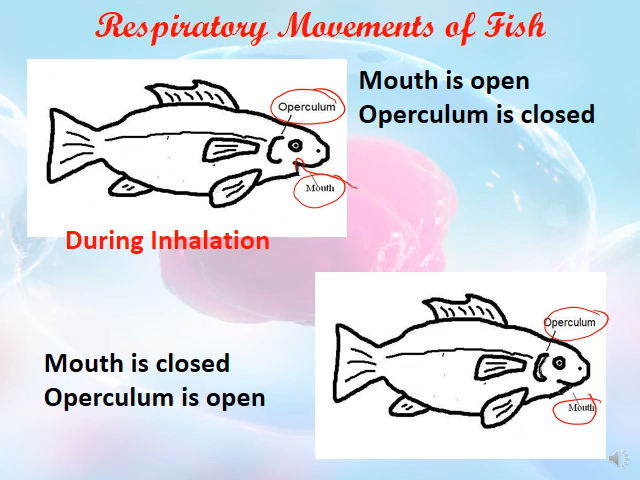 Respiratory Movements of Fish
Mouth is open
Operculum is closed
Operculum
Mouth
During Inhalation
Operculum
Mouth
Mouth is closed
Operculum is open